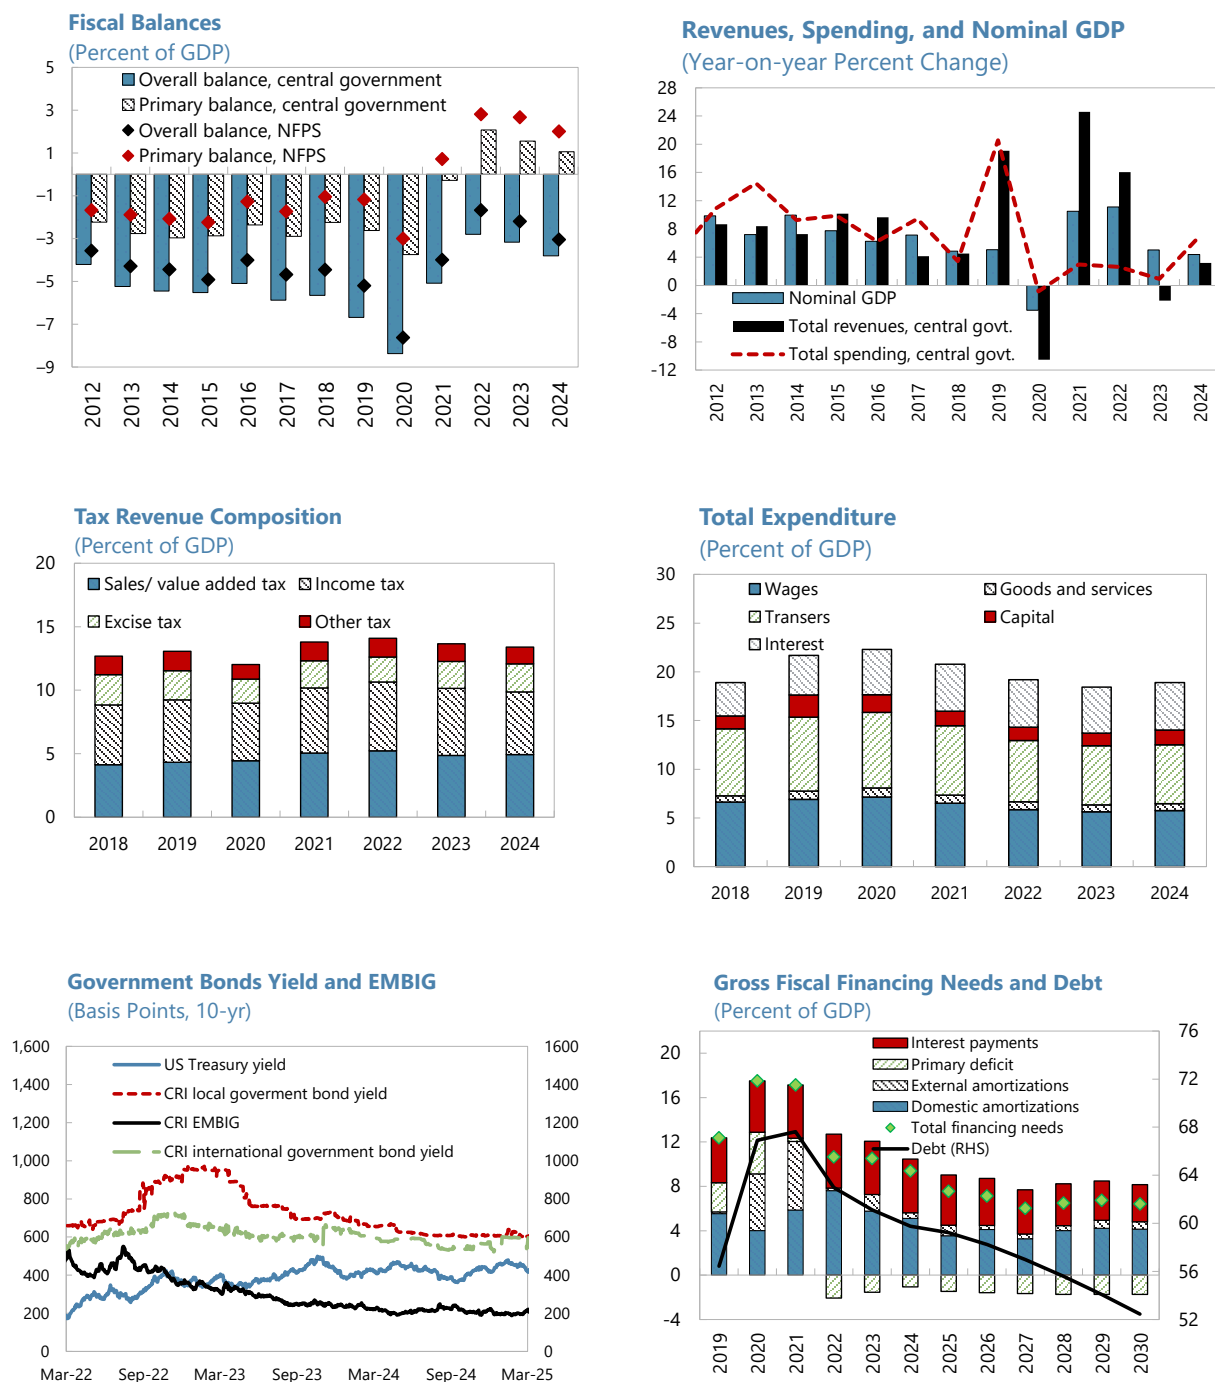 Fiscal Balances
(Percent of GDP)
5
3
1
−1
−3
−5
−7
−9
Overall balance, central government
Primary balance, central government
Overall balance, NFPS
Primary balance, NFPS
2012
2013
2014
2015
2016
2017
2018
2019
2020
2021
2022
2023
2024
Revenues, Spending, and Nominal GDP
(Year-on-year Percent Change)
28
24
20
16
12
8
4
0
-4
-8
-12
Nominal GDP
Total revenues, central govt.
Total spending, central govt.
2012
2013
2014
2015
2016
2017
2018
2019
2020
2021
2022
2023
2024
Tax Revenue Composition
(Percent of GDP)
20
15
10
5
0
Sales/ value added tax
Income tax
Excise tax
Other tax
2018
2019
2020
2021
2022
2023
2024
Total Expenditure
(Percent of GDP)
30
25
20
15
10
5
0
Wages
Goods and services
Transers
Capital
Interest
2018
2019
2020
2021
2022
2023
2024
Government Bonds Yield and EMBIG
(Basis Points, 10-yr)
1,600
1,400
1,200
1,000
800
600
400
200
0
US Treasury yield
CRI local goverment bond yield
CRI EMBIG
CRI international government bond yield
1600
1400
1200
1000
800
600
400
200
0
Mar-22
Sep-22
Mar-23
Sep-23
Mar-24
Sep-24
Mar-25
Gross Fiscal Financing Needs and Debt
(Percent of GDP)
20
16
12
8
4
0
-4
Interest payments
Primary deficit
External amortizations
Domestic amortizations
Total financing needs
Debt (RHS)
76
72
68
64
60
56
52
2019
2020
2021
2022
2023
2024
2025
2026
2027
2028
2029
2030